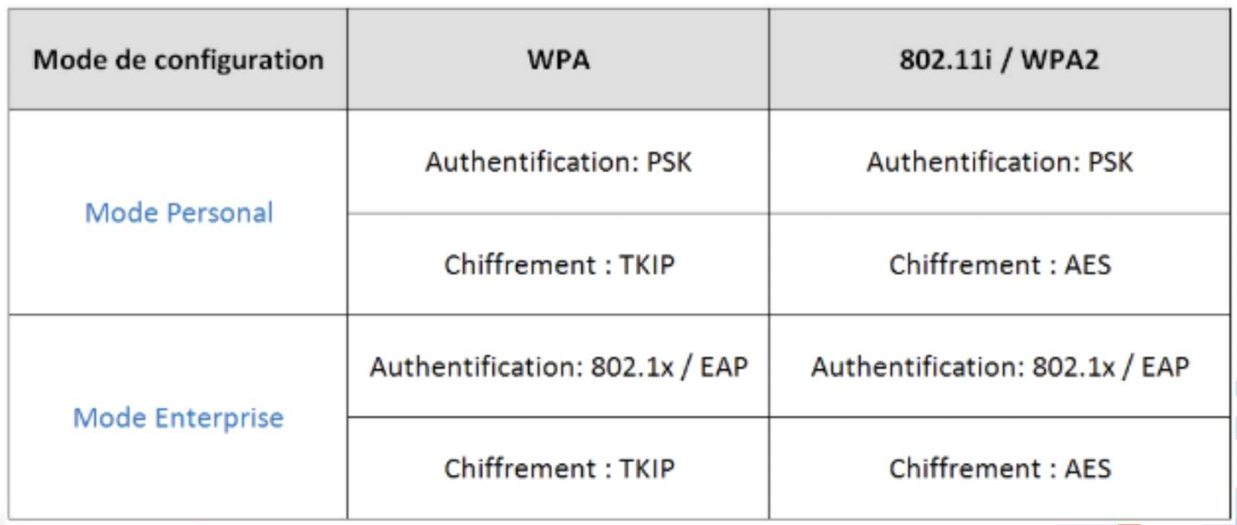 Mode de configuration
WPA
802.11i / WPA2
Mode Personal
Authentification: PSK
Authentification: PSK
Chiffrement : TKIP
Chiffrement : AES
Mode Enterprise
Authentification: 802.1x / EAP
Authentification: 802.1x / EAP
Chiffrement : TKIP
Chiffrement : AES